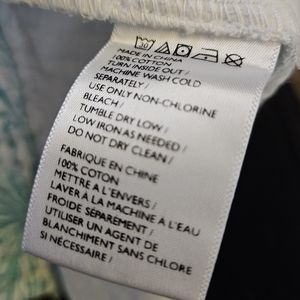 30
MADE IN CHINA
100% COTTON
TURN INSIDE OUT /
MACHINE WASH COLD
SEPARATELY /
USE ONLY NON-CHLORINE
BLEACH /
TUMBLE DRY LOW /
LOW IRON AS NEEDED /
DO NOT DRY CLEAN /
FABRIQUE EN CHINE
100% COTON
METTRE A L'ENVERS /
LAVER À LA MACHINE A L'EAU
FROIDE SÉPARÉMENT /
UTILISER UN AGENT DE
BLANCHIMENT SANS CHLORE
SI NÉCESSAIRE /